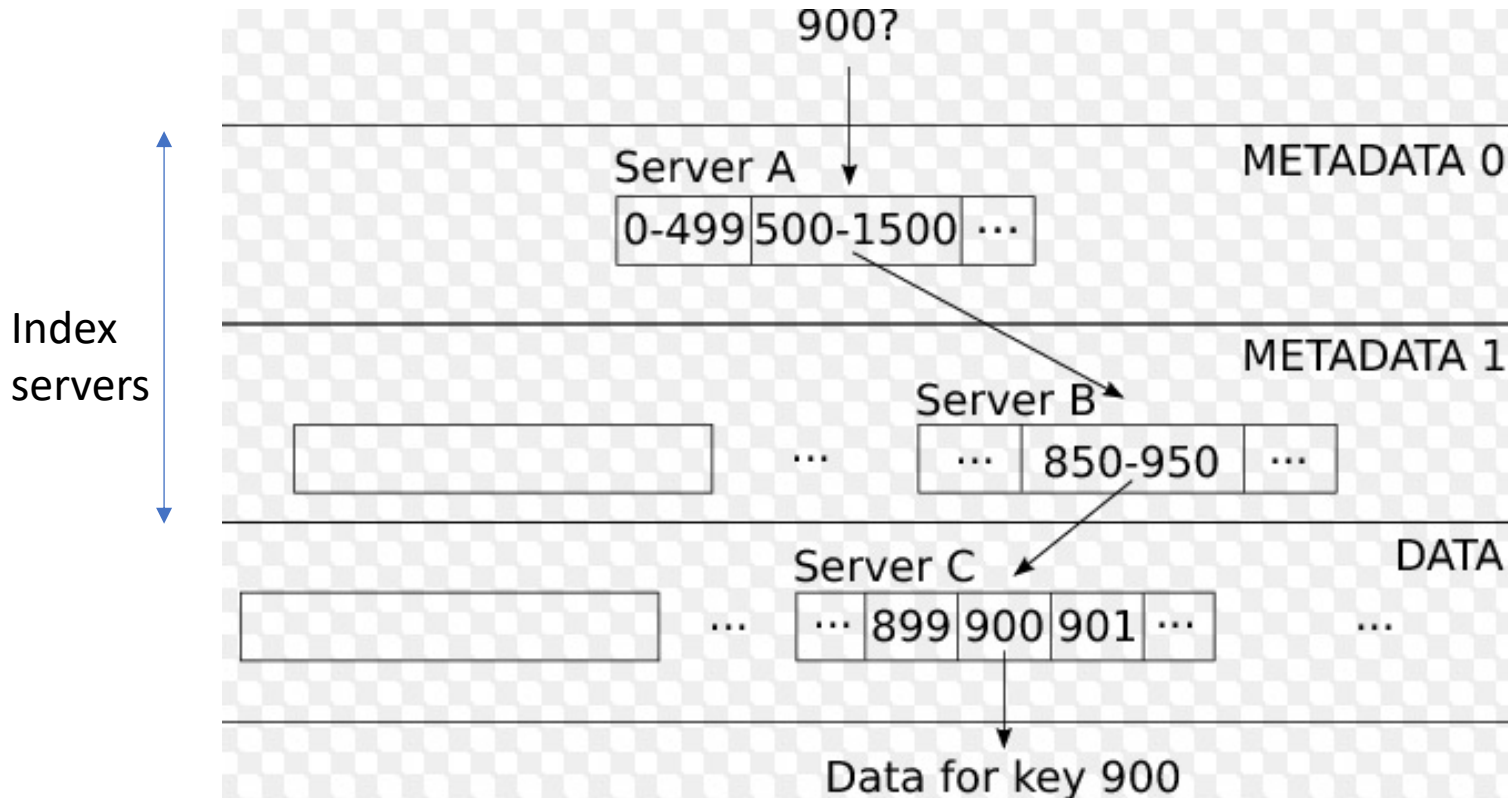 900?
METADATA 0
Server A
0-499 500-1500 ...
Index
servers
METADATA 1
Server B
... ... 850-950 ...
DATA
Server C
... ... 899 900 901 ... ...
Data for key 900